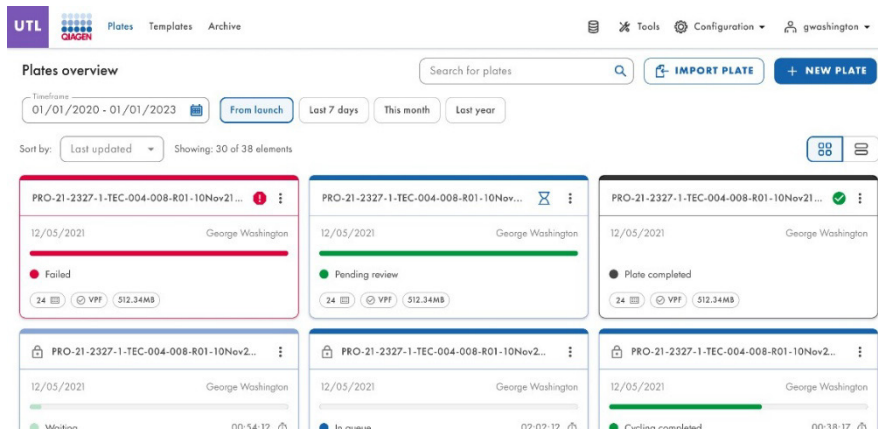 UTL QIAGEN Plates Templates Archive Tools Configuration gwashington
Plates overview Search for plates IMPORT PLATE + NEW PLATE
Timeframe
01/01/2020 - 01/01/2023 From launch Last 7 days This month Last year
Sort by: Last updated Showing: 30 of 38 elements
PRO-21-2327-1-TEC-004-008-R01-10Nov21...
12/05/2021 George Washington
Failed
24 VPF 512.34MB
PRO-21-2327-1-TEC-004-008-R01-10Nov...
12/05/2021 George Washington
Pending review
24 VPF 512.34MB
PRO-21-2327-1-TEC-004-008-R01-10Nov21...
12/05/2021 George Washington
Plate completed
24 VPF 512.34MB
PRO-21-2327-1-TEC-004-008-R01-10Nov2...
12/05/2021 George Washington
Waiting 00:54:12
PRO-21-2327-1-TEC-004-008-R01-10Nov2...
12/05/2021 George Washington
In queue 02:02:12
PRO-21-2327-1-TEC-004-008-R01-10Nov2...
12/05/2021 George Washington
Cycling completed 00:38:17